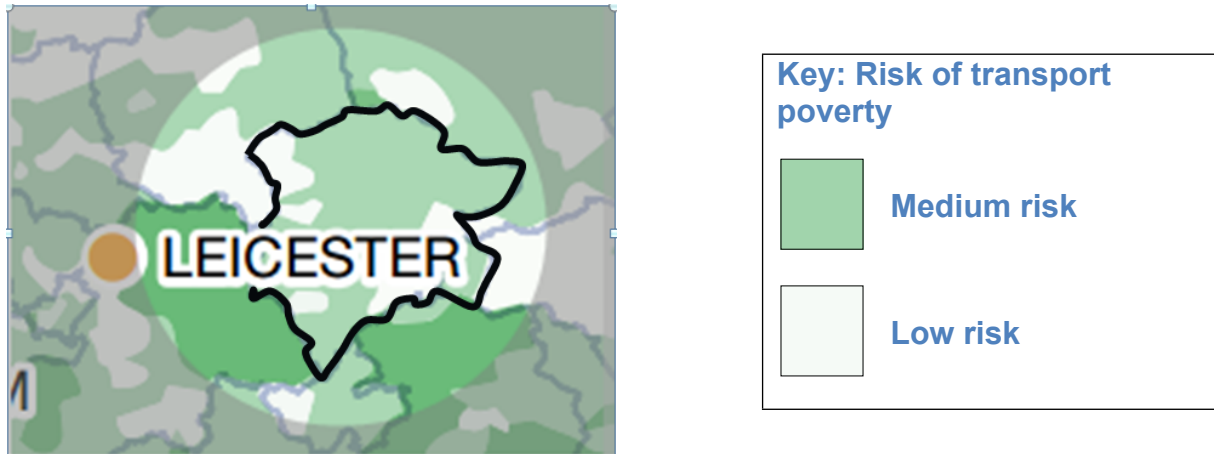 LEICESTER
M
Key: Risk of transport
poverty
Medium risk
Low risk